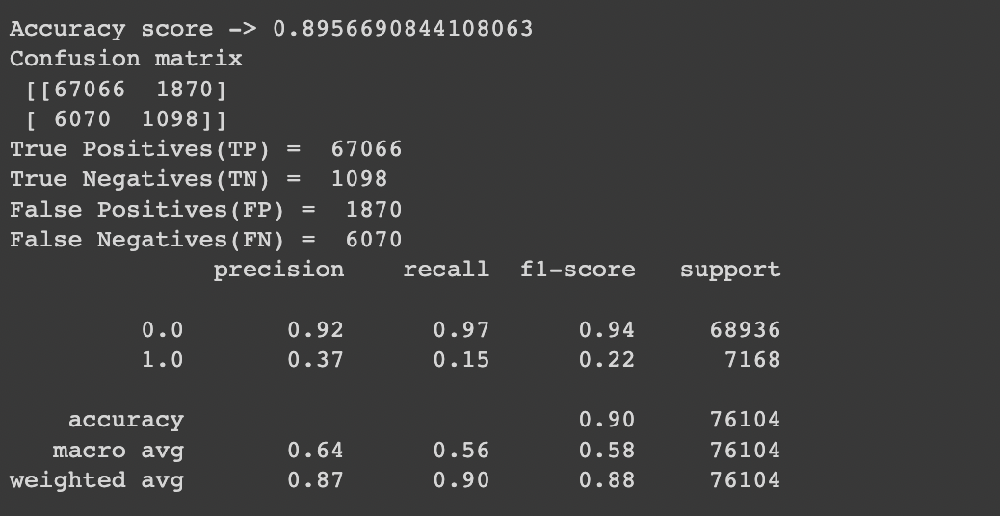 Accuracy score -> 0.8956690844108063
Confusion matrix
[[67066 1870]
[ 6070 1098]]
True Positives(TP) = 67066
True Negatives(TN) = 1098
False Positives(FP) = 1870
False Negatives(FN) = 6070
precision recall f1-score support
0.0 0.92 0.97 0.94 68936
1.0 0.37 0.15 0.22 7168
accuracy 0.90 76104
macro avg 0.64 0.56 0.58 76104
weighted avg 0.87 0.90 0.88 76104